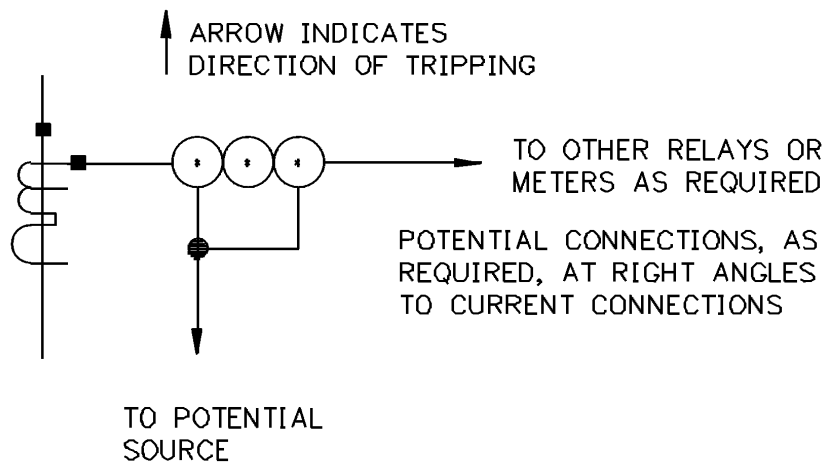 ARROW INDICATES
DIRECTION OF TRIPPING
TO OTHER RELAYS OR
METERS AS REQUIRED
POTENTIAL CONNECTIONS, AS
REQUIRED, AT RIGHT ANGLES
TO CURRENT CONNECTIONS
TO POTENTIAL
SOURCE